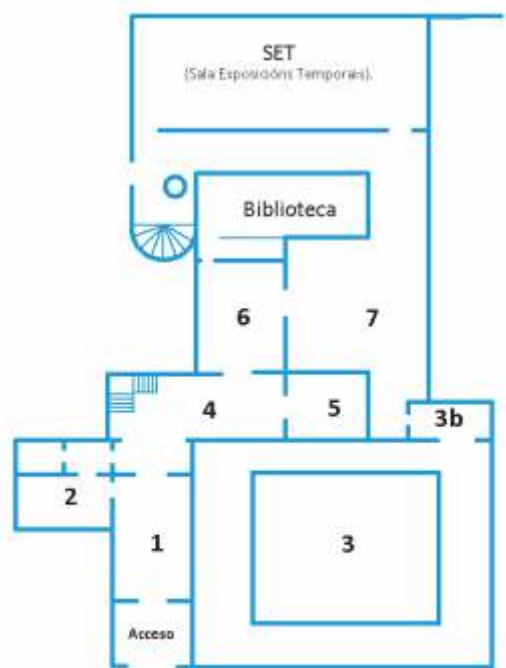 SET
(Sala Exposicións Temporais).
Biblioteca
6
7
4
5
3b
2
1
3
Acceso